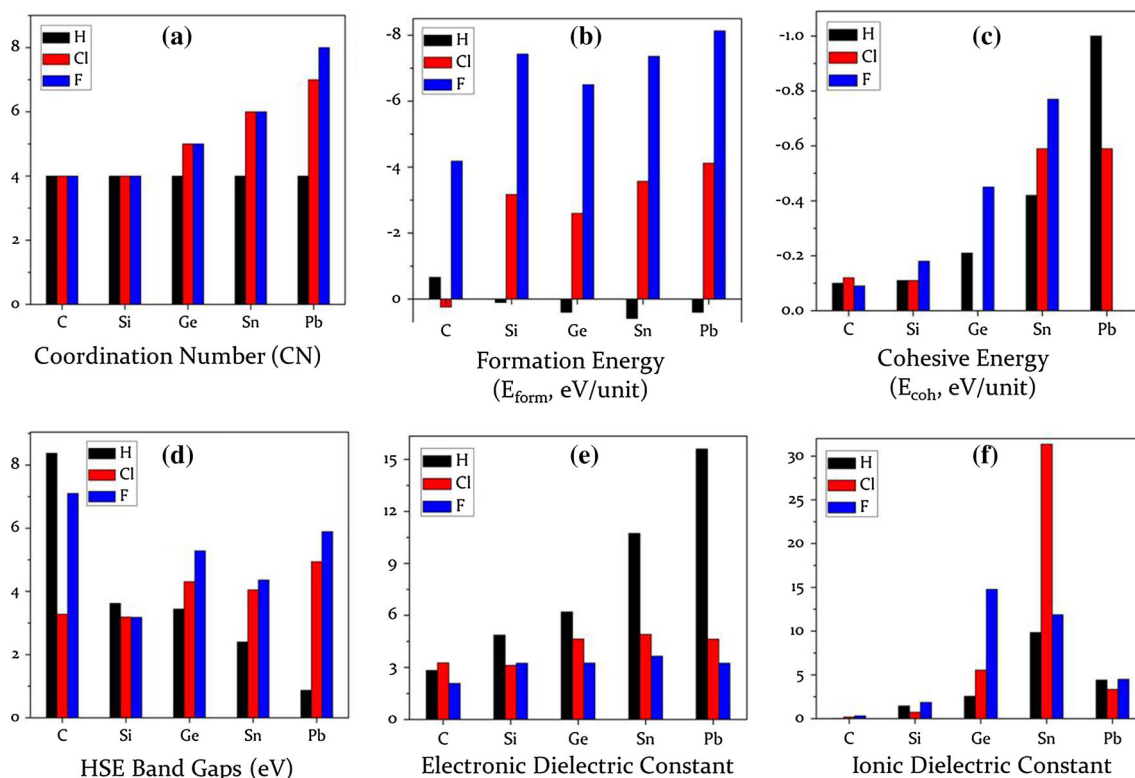 (a)
H
Cl
F
8
6
4
2
0
C Si Ge Sn Pb
Coordination Number (CN)
(b)
H
Cl
F
-8
-6
-4
-2
0
C Si Ge Sn Pb
Formation Energy
(E_form, eV/unit)
(c)
H
Cl
F
-1.0
-0.8
-0.6
-0.4
-0.2
0.0
C Si Ge Sn Pb
Cohesive Energy
(E_coh, eV/unit)
(d)
H
Cl
F
8
6
4
2
0
C Si Ge Sn Pb
HSE Band Gaps (eV)
(e)
H
Cl
F
15
12
9
6
3
0
C Si Ge Sn Pb
Electronic Dielectric Constant
(f)
H
Cl
F
30
25
20
15
10
5
0
C Si Ge Sn Pb
Ionic Dielectric Constant